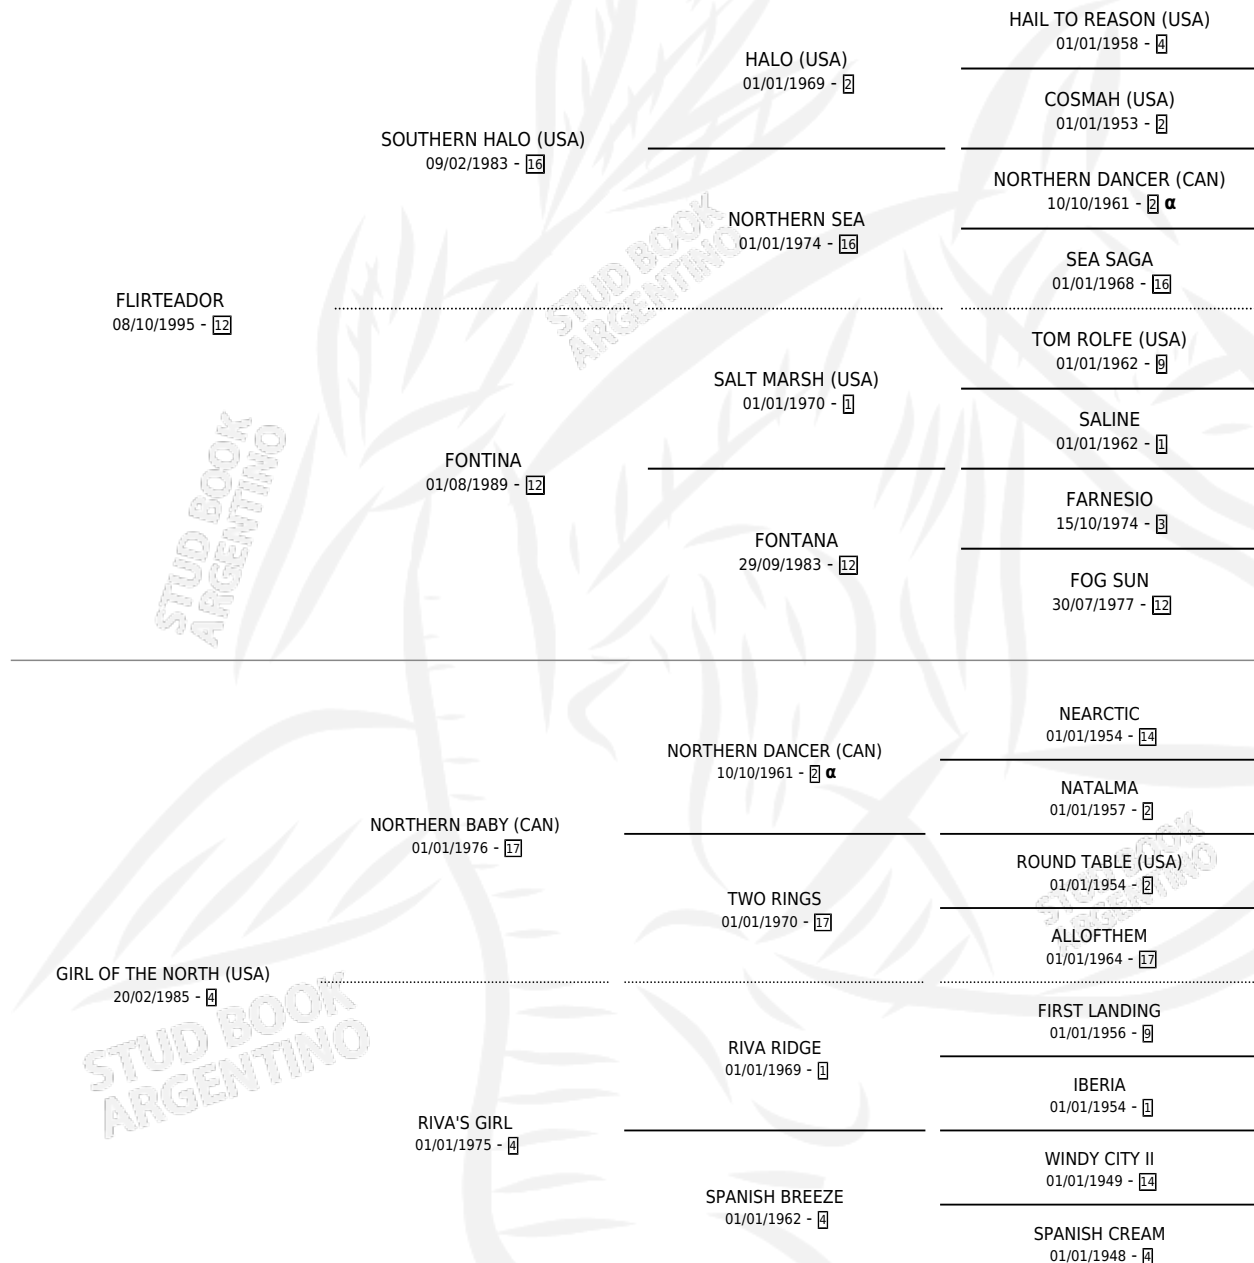 HAIL TO REASON (USA)
01/01/1958 - 4
HALO (USA)
01/01/1969 - 2
COSMAH (USA)
01/01/1953 - 2
SOUTHERN HALO (USA)
09/02/1983 - 16
NORTHERN DANCER (CAN)
10/10/1961 - 2 α
NORTHERN SEA
01/01/1974 - 16
SEA SAGA
01/01/1968 - 16
STUD BOOK
ARGENTINO
FLIRTEADOR
08/10/1995 - 12
TOM ROLFE (USA)
01/01/1962 - 9
SALT MARSH (USA)
01/01/1970 - 1
SALINE
01/01/1962 - 1
FONTINA
01/08/1989 - 12
FARNESIO
15/10/1974 - 3
FONTANA
29/09/1983 - 12
FOG SUN
30/07/1977 - 12
STUD BOOK
ARGENTINO
NEARCTIC
01/01/1954 - 14
NORTHERN DANCER (CAN)
10/10/1961 - 2 α
NATALMA
01/01/1957 - 2
NORTHERN BABY (CAN)
01/01/1976 - 17
ROUND TABLE (USA)
01/01/1954 - 2
STUD BOOK
ARGENTINO
TWO RINGS
01/01/1970 - 17
ALLOFTHEM
01/01/1964 - 17
GIRL OF THE NORTH (USA)
20/02/1985 - 4
STUD BOOK
ARGENTINO
FIRST LANDING
01/01/1956 - 9
RIVA RIDGE
01/01/1969 - 1
IBERIA
01/01/1954 - 1
RIVA'S GIRL
01/01/1975 - 4
WINDY CITY II
01/01/1949 - 14
SPANISH BREEZE
01/01/1962 - 4
SPANISH CREAM
01/01/1948 - 4